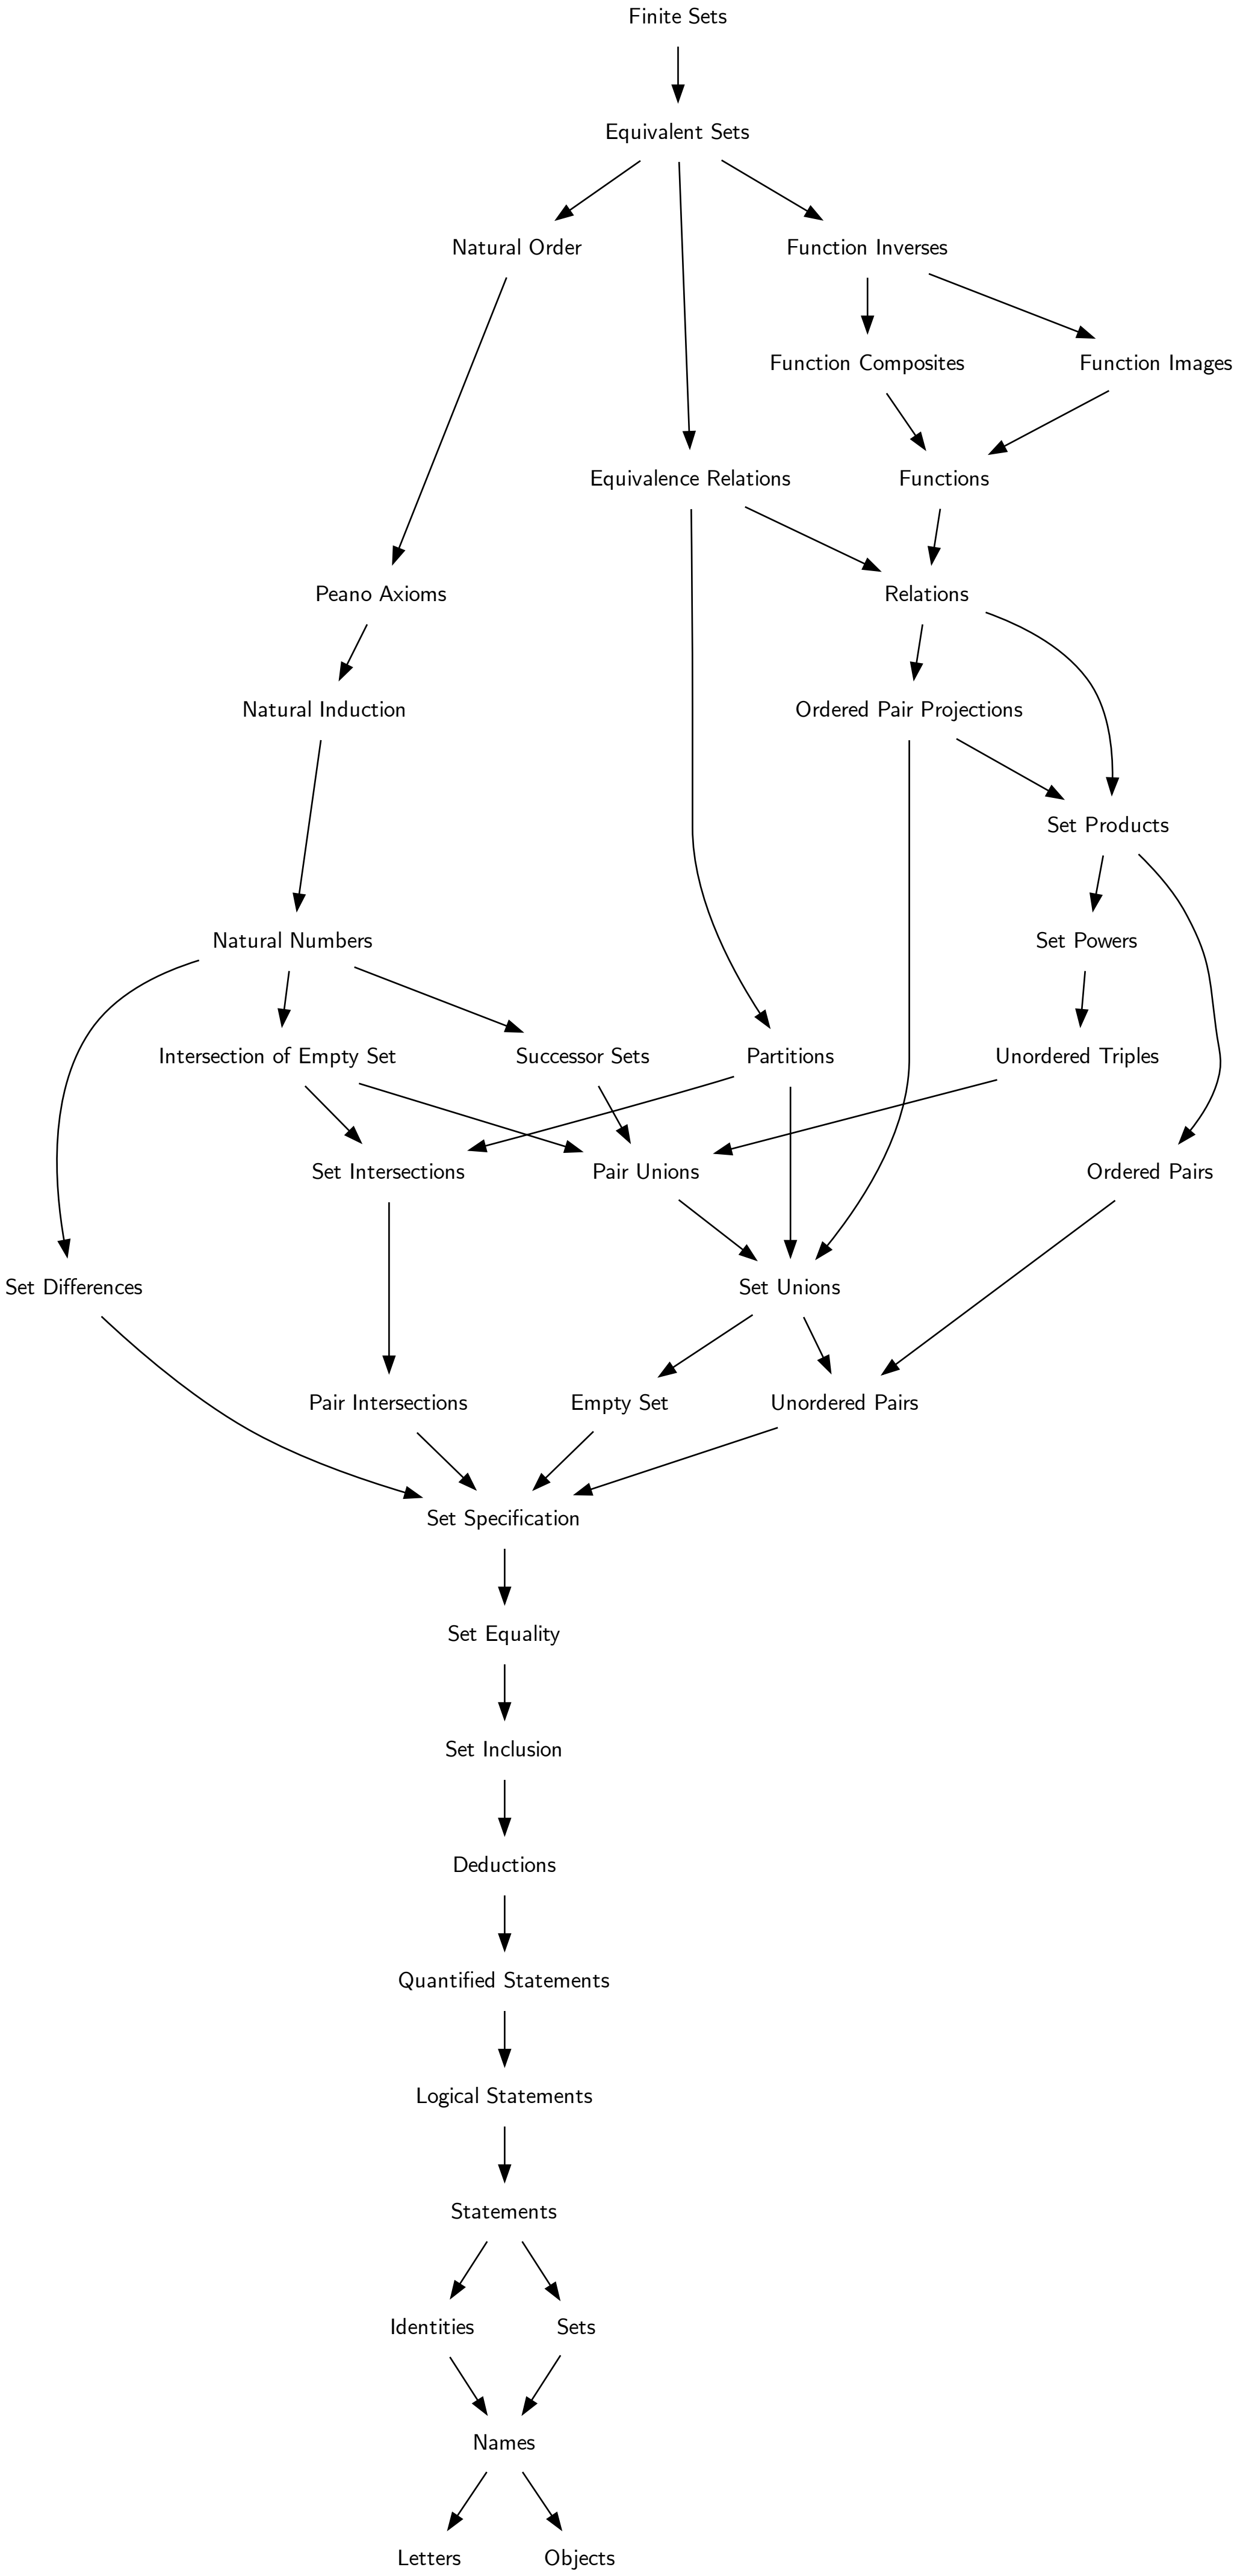 Finite Sets
Equivalent Sets
Natural Order
Function Inverses
Function Composites
Function Images
Equivalence Relations
Functions
Peano Axioms
Relations
Natural Induction
Ordered Pair Projections
Set Products
Natural Numbers
Set Powers
Intersection of Empty Set
Successor Sets
Partitions
Unordered Triples
Set Intersections
Pair Unions
Ordered Pairs
Set Differences
Set Unions
Pair Intersections
Empty Set
Unordered Pairs
Set Specification
Set Equality
Set Inclusion
Deductions
Quantified Statements
Logical Statements
Statements
Identities
Sets
Names
Letters
Objects